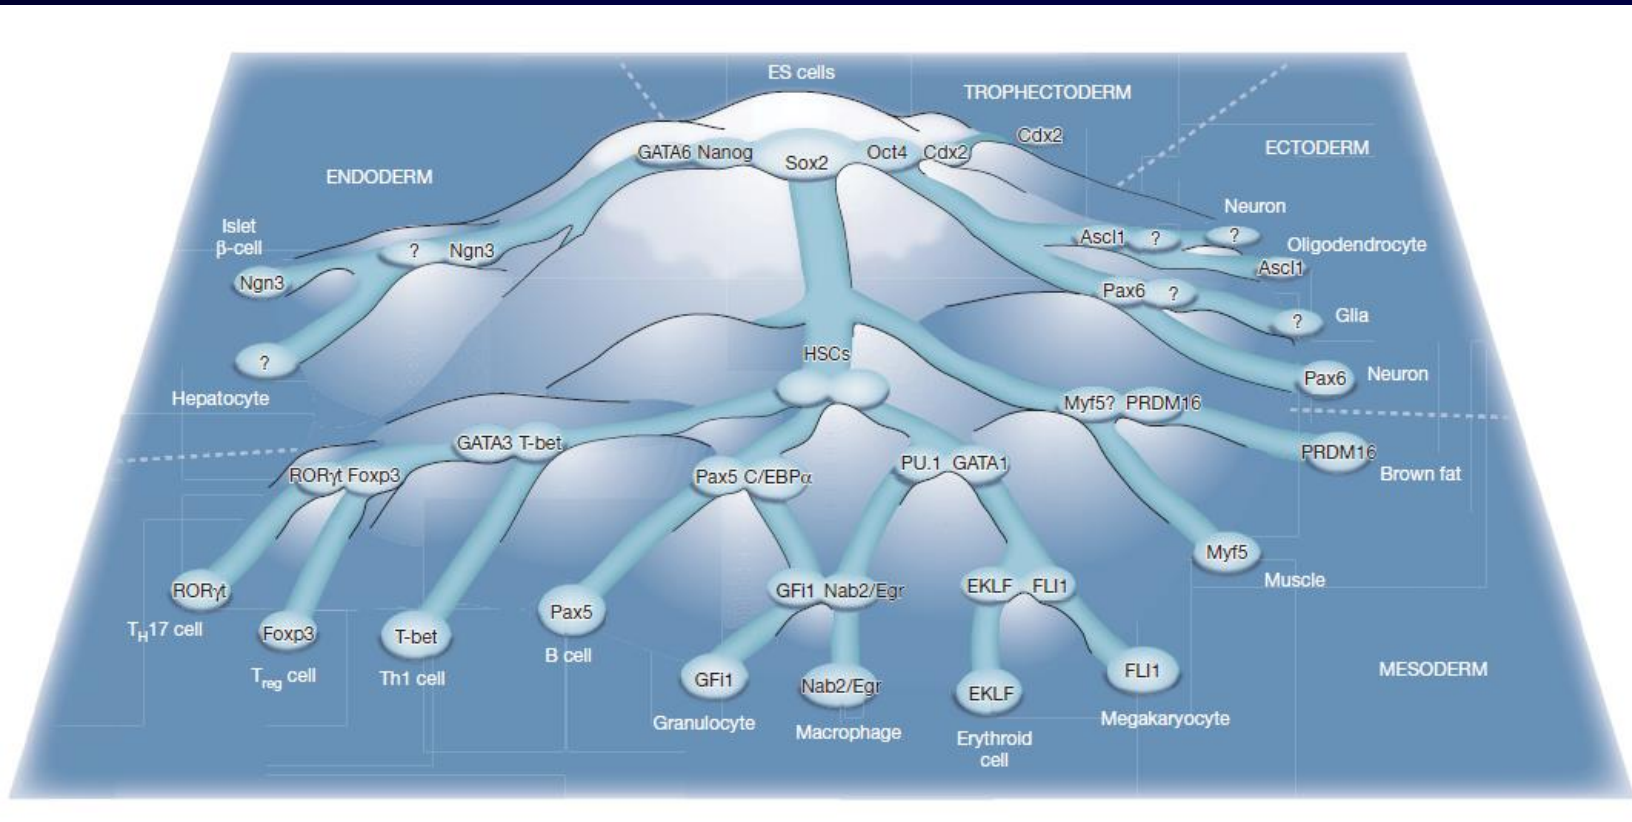 ES cells
TROPHECTODERM
Cdx2
ECTODERM
GATA6 Nanog
Sox2
Oct4
Cdx2
ENDODERM
Islet
β-cell
Ngn3
?
Ngn3
?
Hepatocyte
Neuron
Ascl1
?
?
Oligodendrocyte
Ascl1
Pax6
?
?
Glia
Pax6
Neuron
HSCs
Myf5? PRDM16
PRDM16
Brown fat
Myf5
Muscle
GATA3 T-bet
RORγt Foxp3
Pax5 C/EBPα
PU.1 GATA1
RORγt
TH17 cell
Foxp3
Treg cell
T-bet
Th1 cell
Pax5
B cell
GFi1 Nab2/Egr
EKLF FLI1
GFi1
Granulocyte
Nab2/Egr
Macrophage
EKLF
Erythroid
cell
FLI1
Megakaryocyte
MESODERM